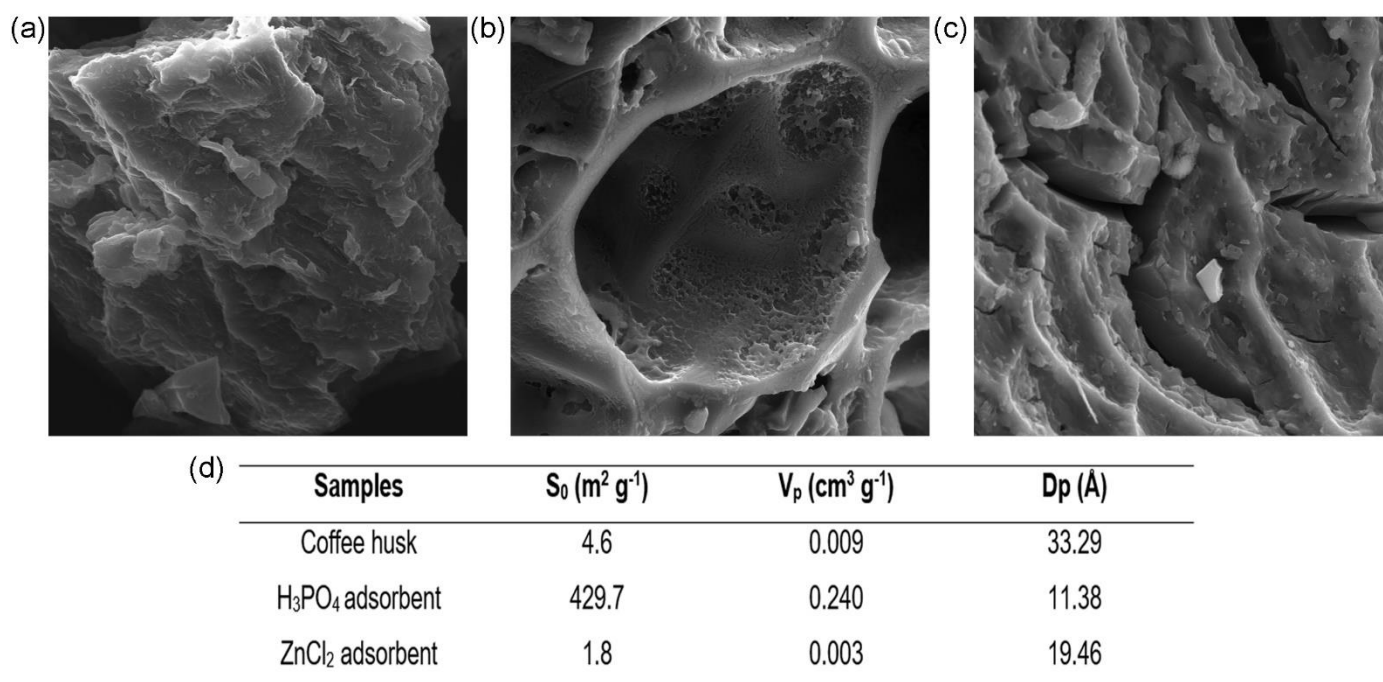 (a) (b) (c)
(d)
Samples S₀ (m² g⁻¹) Vₚ (cm³ g⁻¹) Dp (Å)
Coffee husk 4.6 0.009 33.29
H₃PO₄ adsorbent 429.7 0.240 11.38
ZnCl₂ adsorbent 1.8 0.003 19.46